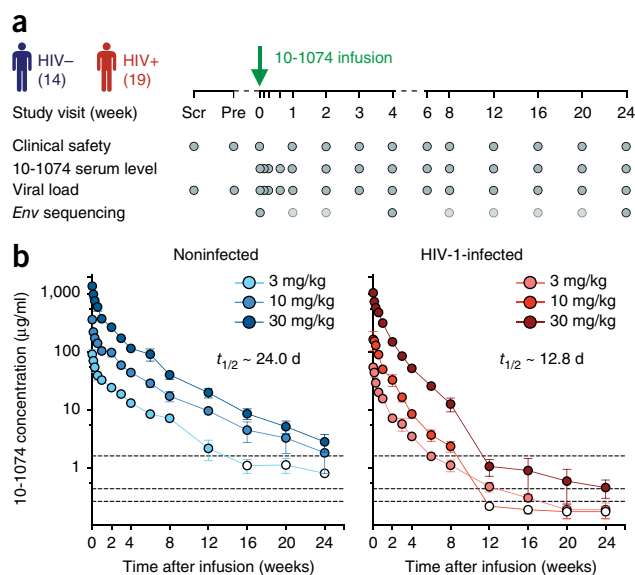 a
HIV–
(14)
HIV+
(19)
10-1074 infusion
Study visit (week)
Scr Pre 0 1 2 3 4 6 8 12 16 20 24
Clinical safety
10-1074 serum level
Viral load
Env sequencing
b
Noninfected
HIV-1-infected
10-1074 concentration (µg/ml)
1,000
100
10
1
3 mg/kg
10 mg/kg
30 mg/kg
t1/2 ~ 24.0 d
0 2 4 8 12 16 20 24
Time after infusion (weeks)
3 mg/kg
10 mg/kg
30 mg/kg
t1/2 ~ 12.8 d
0 2 4 8 12 16 20 24
Time after infusion (weeks)